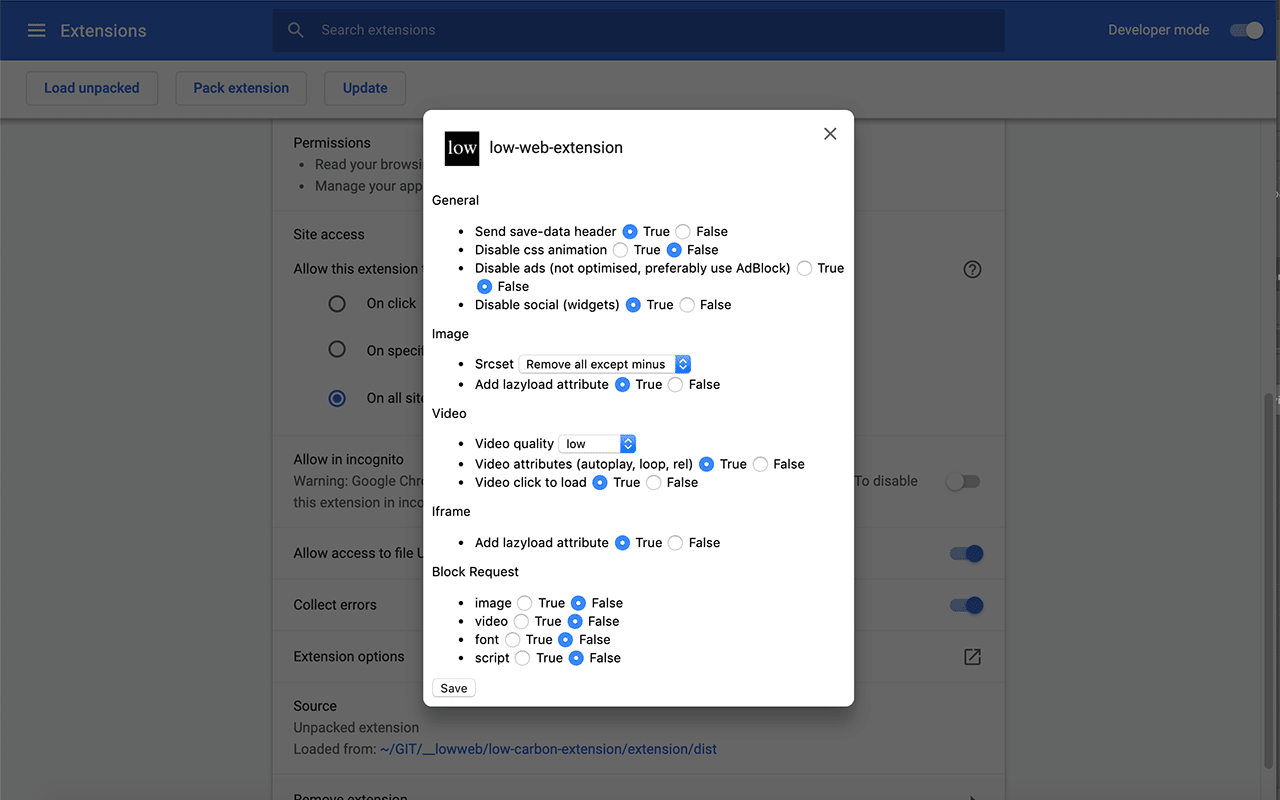 Extensions
Search extensions
Developer mode
Load unpacked
Pack extension
Update
low
low-web-extension
General
Send save-data header True False
Disable css animation True False
Disable ads (not optimised, preferably use AdBlock) True
False
Disable social (widgets) True False
Image
Srcset Remove all except minus
Add lazyload attribute True False
Video
Video quality low
Video attributes (autoplay, loop, rel) True False
Video click to load True False
Iframe
Add lazyload attribute True False
Block Request
image True False
video True False
font True False
script True False
Save
Permissions
Read your
Manage your
Site access
Allow this extension
On click
On
On all
Allow in incognito
Warning: Google
To disable
this extension in
Allow access to file
Collect errors
Extension options
Source
Unpacked extension
Loaded from: ~/GIT/__lowweb/low-carbon-extension/extension/dist
Remove extension